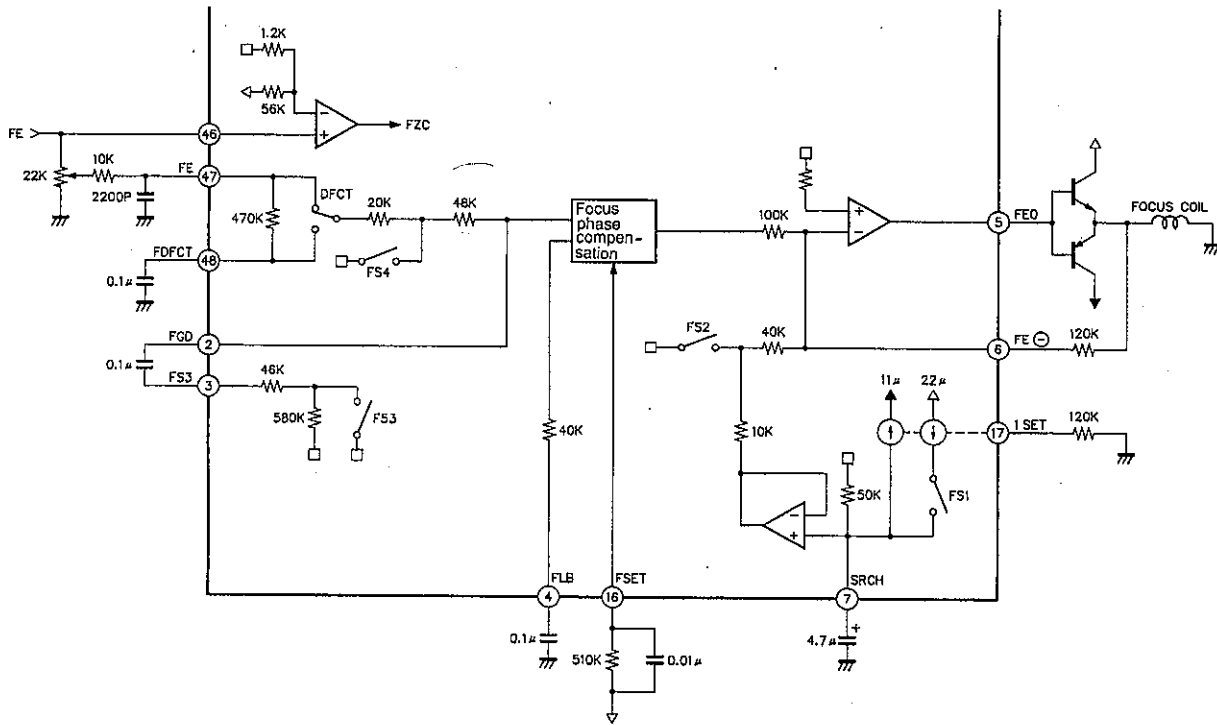 1.2K
56K
FZC
FE
46
10K
FE
47
22K
2200P
DFCT
20K
48K
470K
FS4
FDFCT
48
0.1μ
FGD
2
0.1μ
FS3
3
46K
580K
FS3
Focus
phase
compen-
sation
100K
5
FEO
FOCUS COIL
FS2
40K
6
FE ⊖
120K
11μ
22μ
40K
10K
17
ISET
120K
50K
FS1
FLB
FSET
SRCH
4
16
7
0.1μ
510K
0.01μ
4.7μ